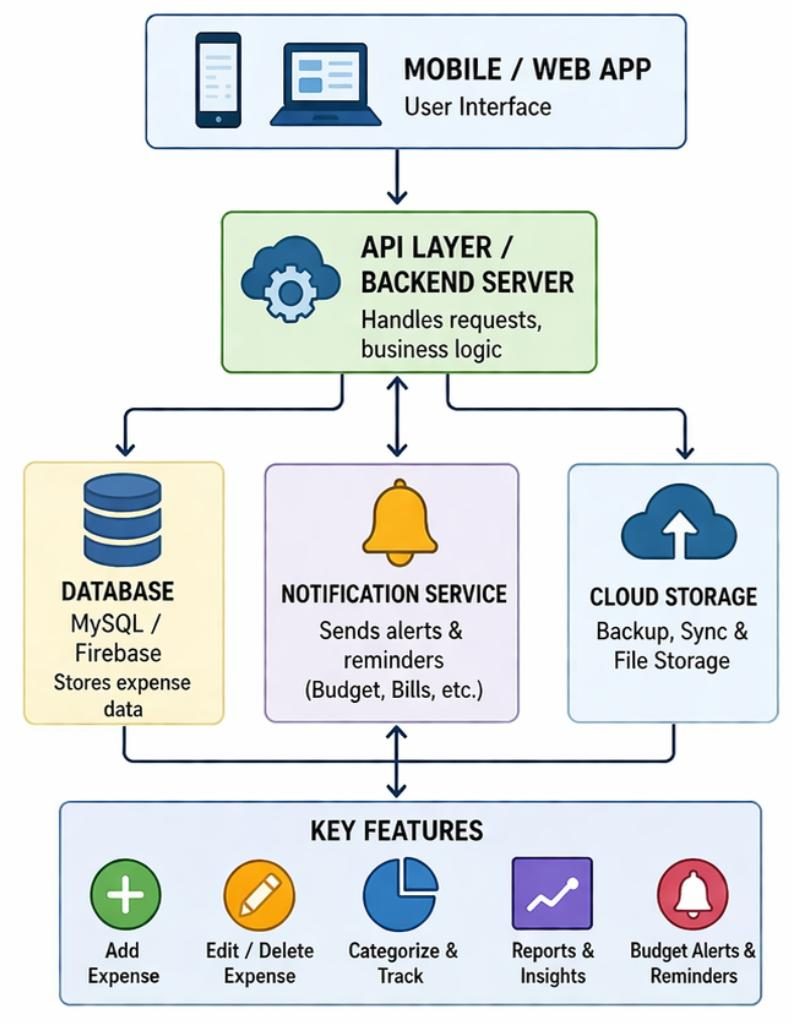 MOBILE / WEB APP
User Interface
API LAYER /
BACKEND SERVER
Handles requests,
business logic
DATABASE
MySQL /
Firebase
Stores expense
data
NOTIFICATION SERVICE
Sends alerts &
reminders
(Budget, Bills, etc.)
CLOUD STORAGE
Backup, Sync &
File Storage
KEY FEATURES
Add
Expense
Edit / Delete
Expense
Categorize &
Track
Reports &
Insights
Budget Alerts &
Reminders